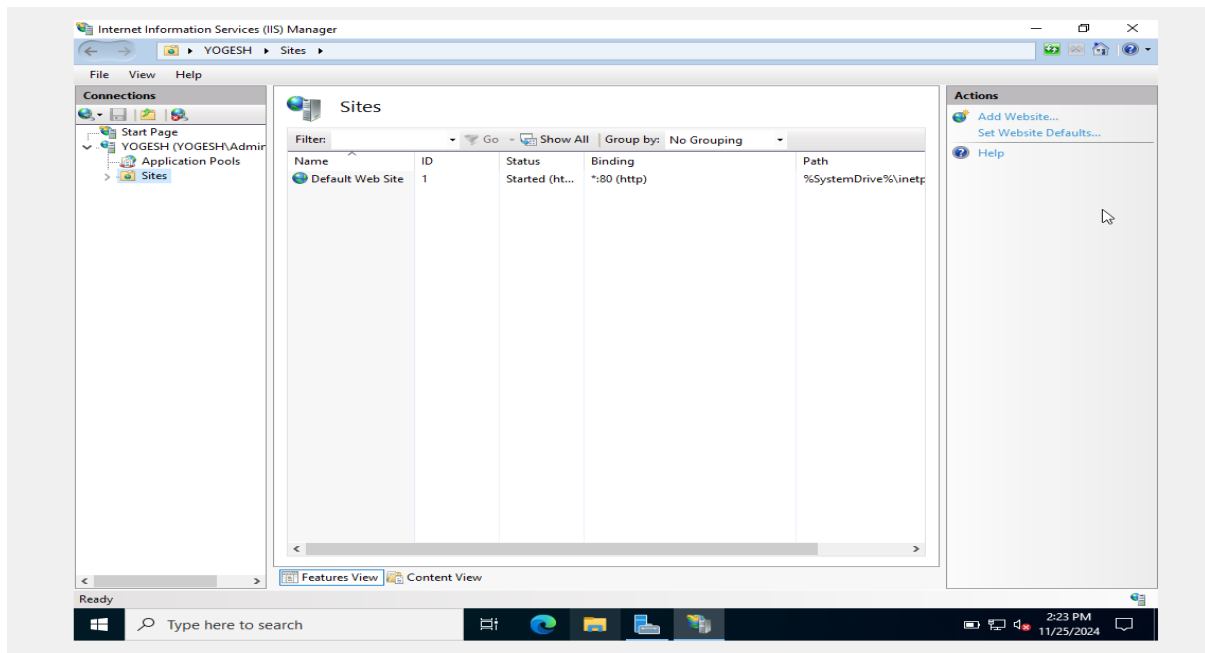 Internet Information Services (IIS) Manager
YOGESH Sites
File View Help
Connections
Start Page
YOGESH (YOGESH\Admir
Application Pools
Sites
Sites
Filter: Go Show All Group by: No Grouping
Name ID Status Binding Path
Default Web Site 1 Started (ht... *:80 (http) %SystemDrive%\inetp
Features View Content View
Actions
Add Website...
Set Website Defaults...
Help
Ready
Type here to search
2:23 PM
11/25/2024